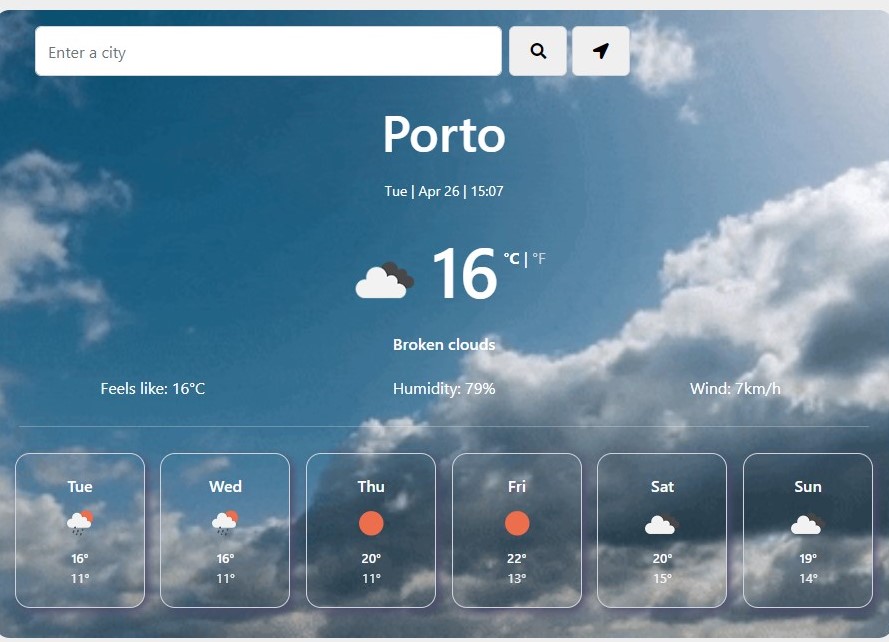 Enter a city
Porto
Tue | Apr 26 | 15:07
16 °C | °F
Broken clouds
Feels like: 16°C Humidity: 79% Wind: 7km/h
Tue Wed Thu Fri Sat Sun
16° 16° 20° 22° 20° 19°
11° 11° 11° 13° 15° 14°